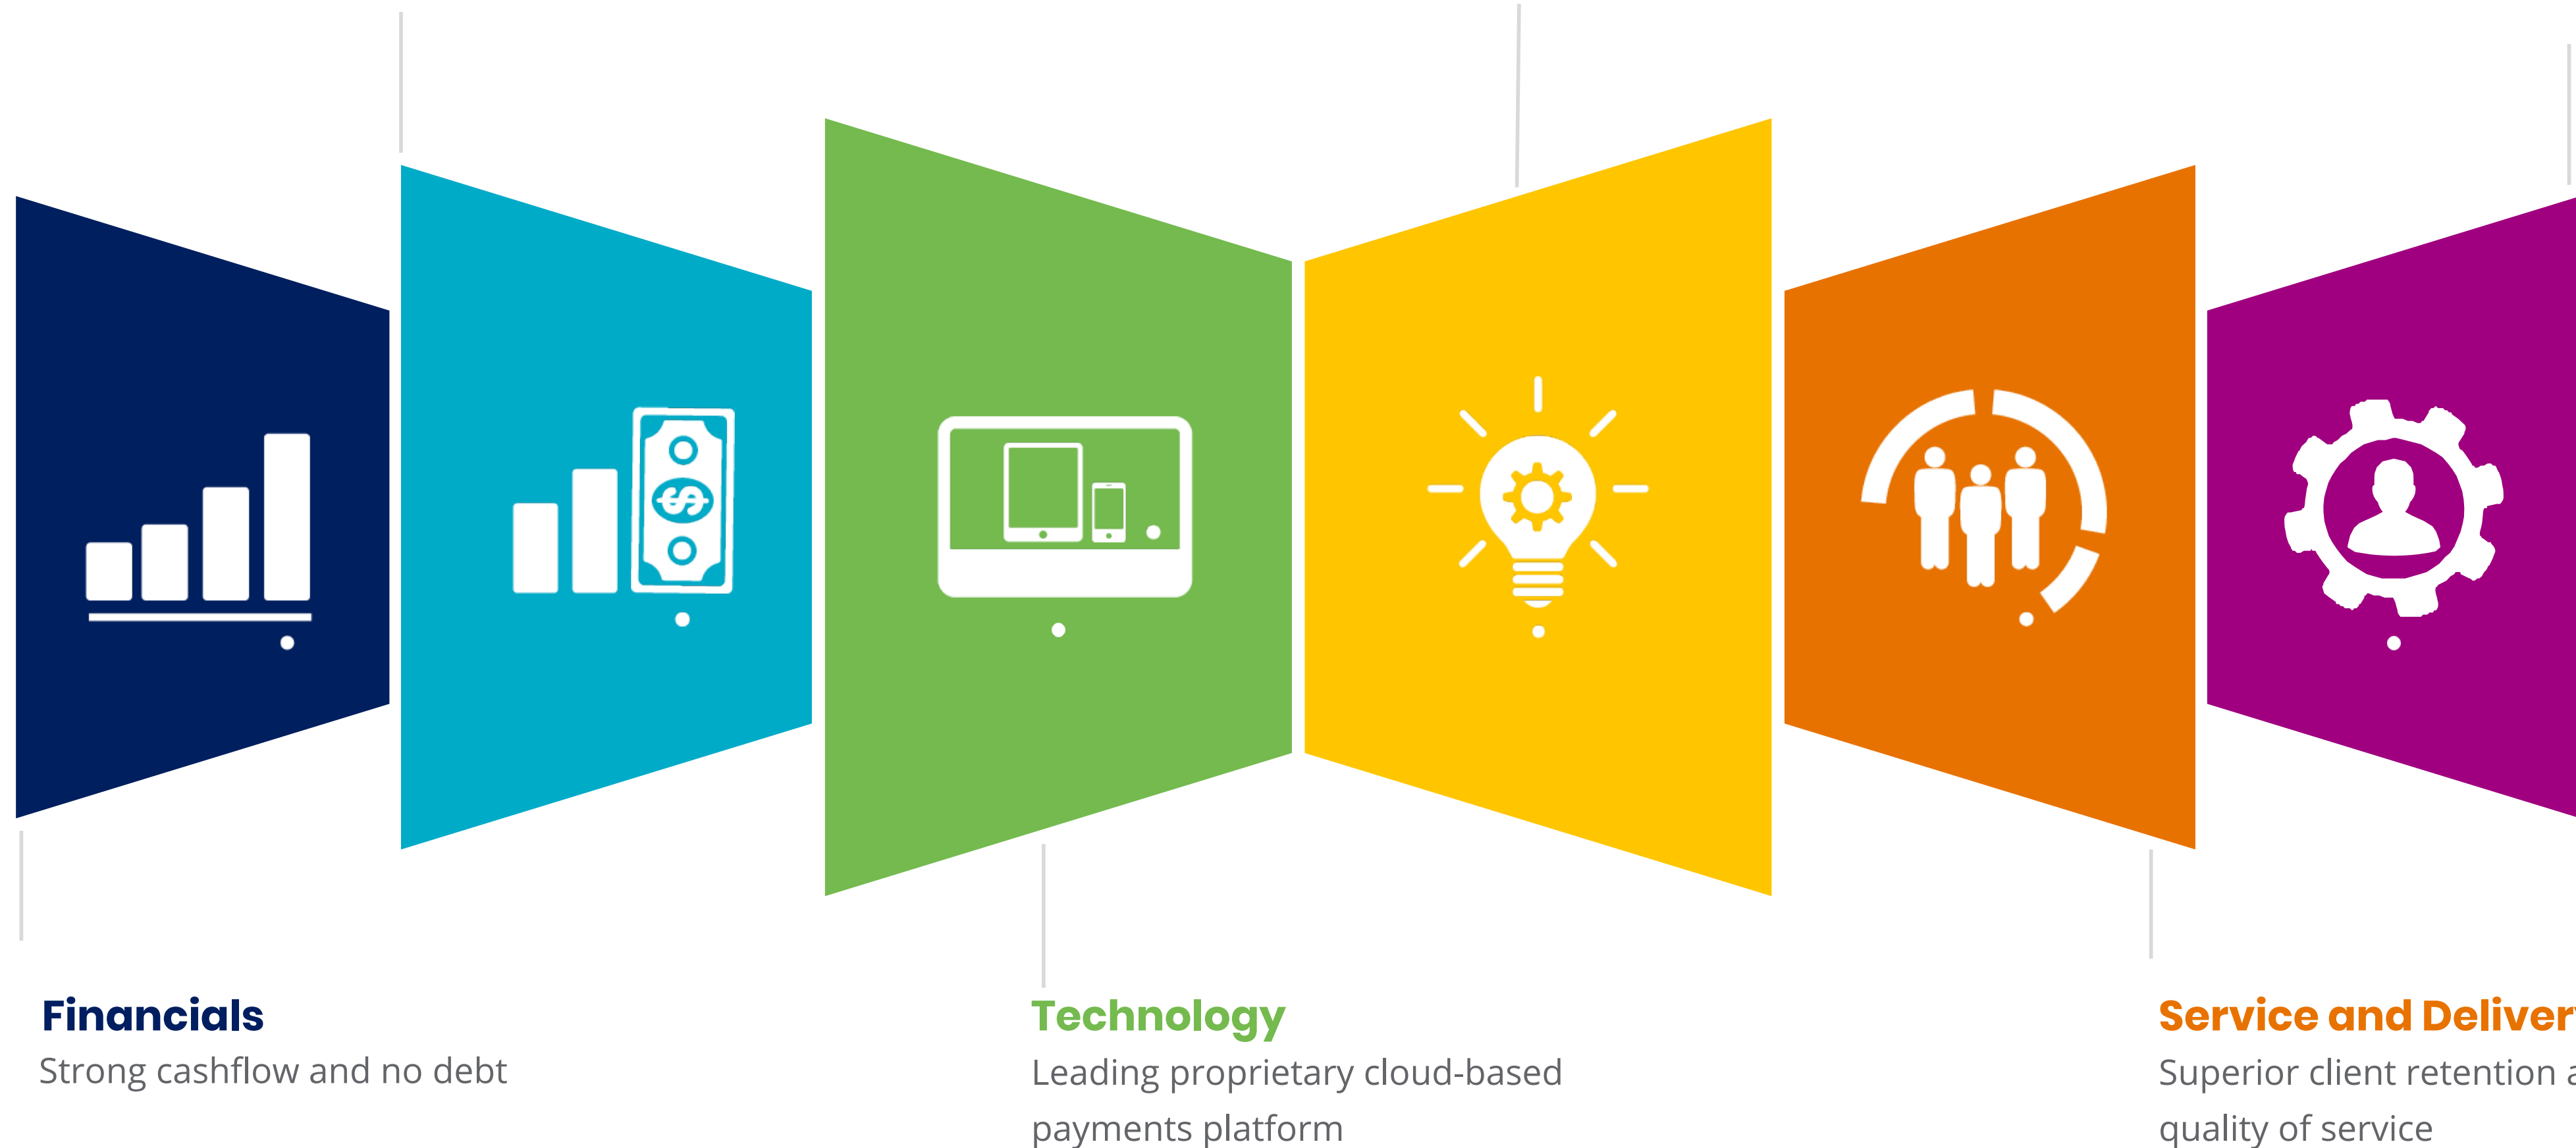 Financials
Strong cashflow and no debt
Technology
Leading proprietary cloud-based
payments platform
Service and Deliver
Superior client retention
quality of service